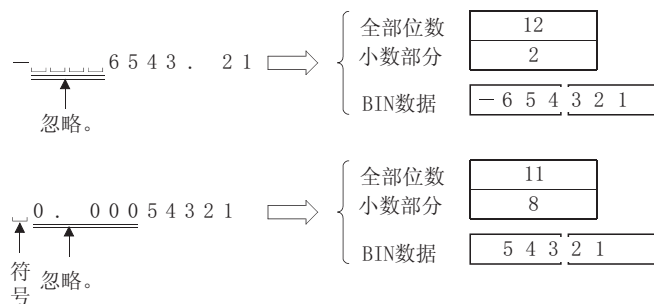 全部位数 12
－ 6543. 21 小数部分 2
BIN数据 －654321
忽略。
全部位数 11
0. 00054321 小数部分 8
BIN数据 54321
符号 忽略。